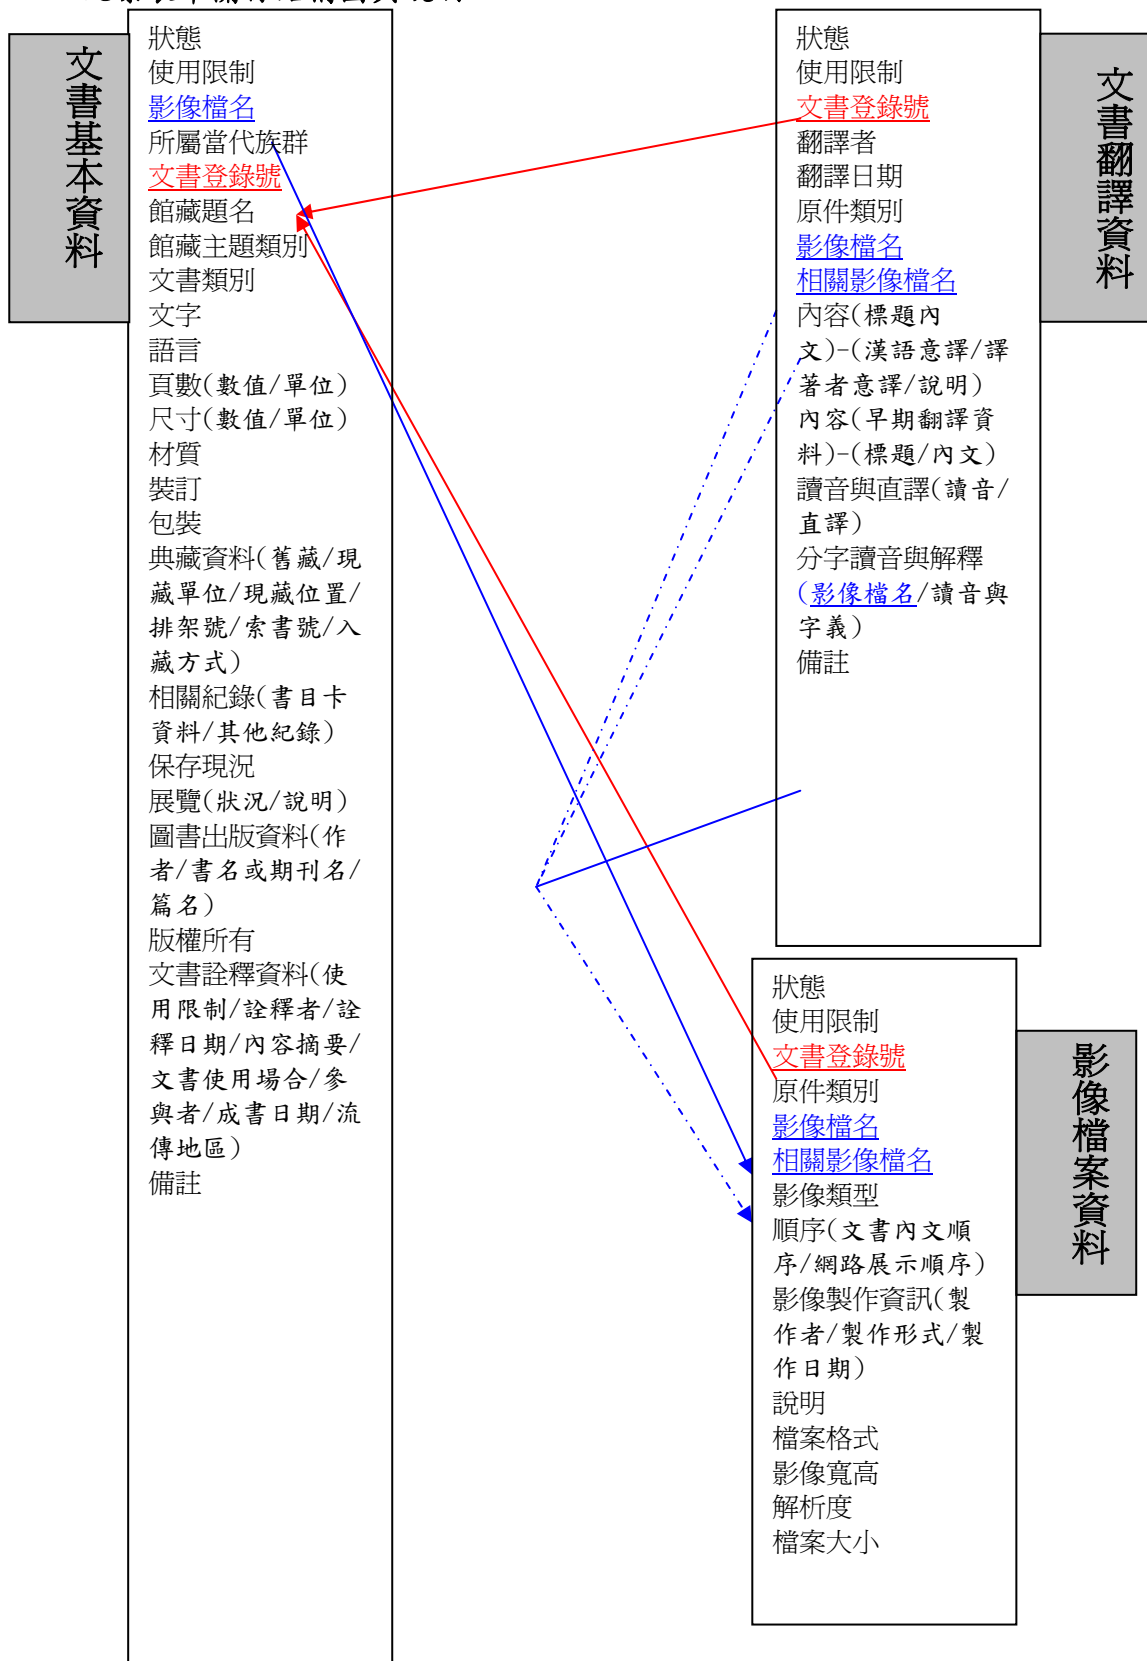 文書基本資料
狀態
使用限制
影像檔名
所屬當代族群
文書登錄號
館藏題名
館藏主題類別
文書類別
文字
語言
頁數(數值/單位)
尺寸(數值/單位)
材質
裝訂
包裝
典藏資料(舊藏/現
藏單位/現藏位置/
排架號/索書號/入
藏方式)
相關紀錄(書目卡
資料/其他紀錄)
保存現況
展覽(狀況/說明)
圖書出版資料(作
者/書名或期刊名/
篇名)
版權所有
文書詮釋資料(使
用限制/詮釋者/詮
釋日期/內容摘要/
文書使用場合/參
與者/成書日期/流
傳地區)
備註
文書翻譯資料
狀態
使用限制
文書登錄號
翻譯者
翻譯日期
原件類別
影像檔名
相關影像檔名
內容(標題內
文)-(漢語意譯/譯
著者意譯/說明)
內容(早期翻譯資
料)-(標題/內文)
讀音與直譯(讀音/
直譯)
分字讀音與解釋
(影像檔名/讀音與
字義)
備註
影像檔案資料
狀態
使用限制
文書登錄號
原件類別
影像檔名
相關影像檔名
影像類型
順序(文書內文順
序/網路展示順序)
影像製作資訊(製
作者/製作形式/製
作日期)
說明
檔案格式
影像寬高
解析度
檔案大小